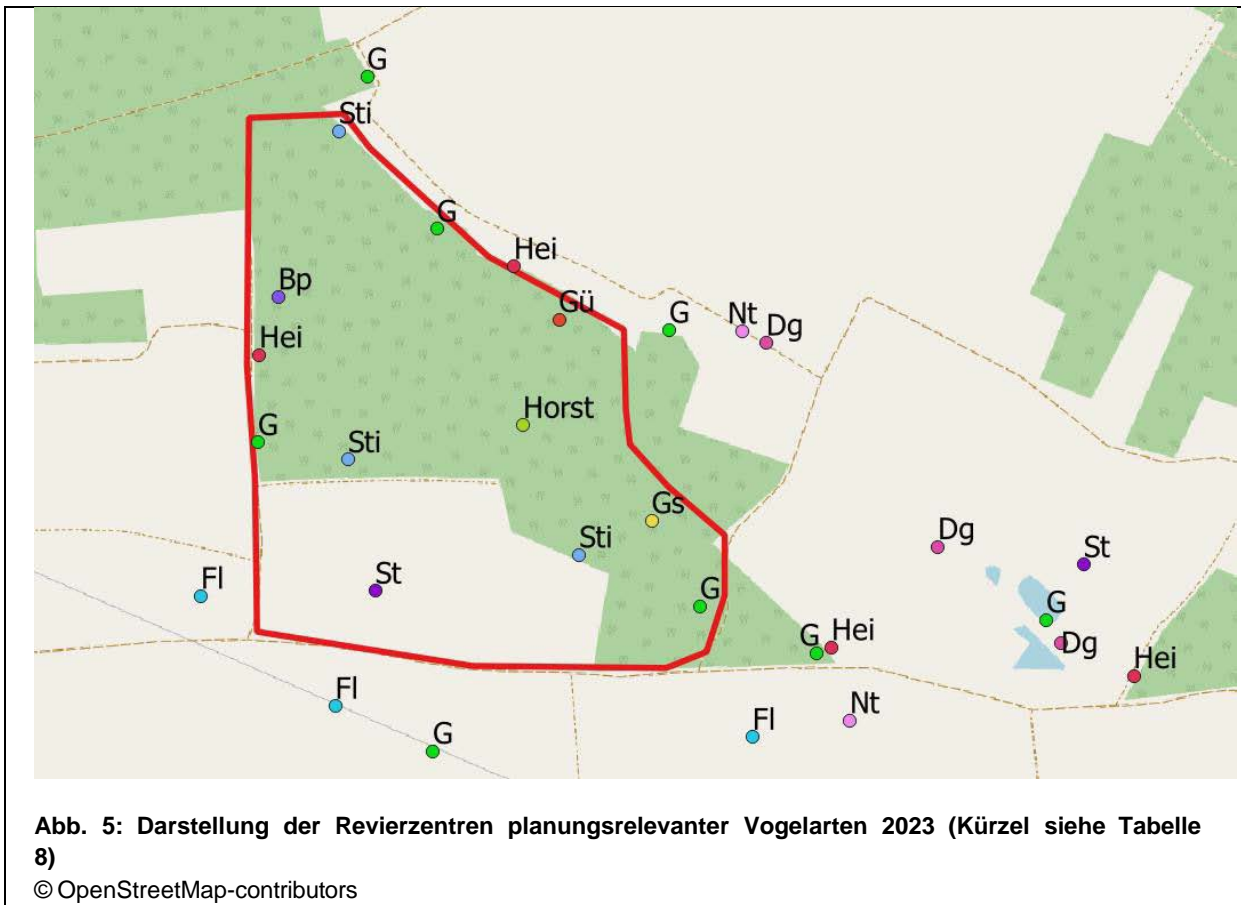 G
Sti
G
Hei
Bp
Gü
G
Nt
Dg
Hei
Horst
G
Sti
Gs
Dg
Sti
St
Fl
St
G
G
Dg
G
Hei
Hei
Fl
Nt
Fl
G
Abb. 5: Darstellung der Revierzentren planungsrelevanter Vogelarten 2023 (Kürzel siehe Tabelle
8)
© OpenStreetMap-contributors